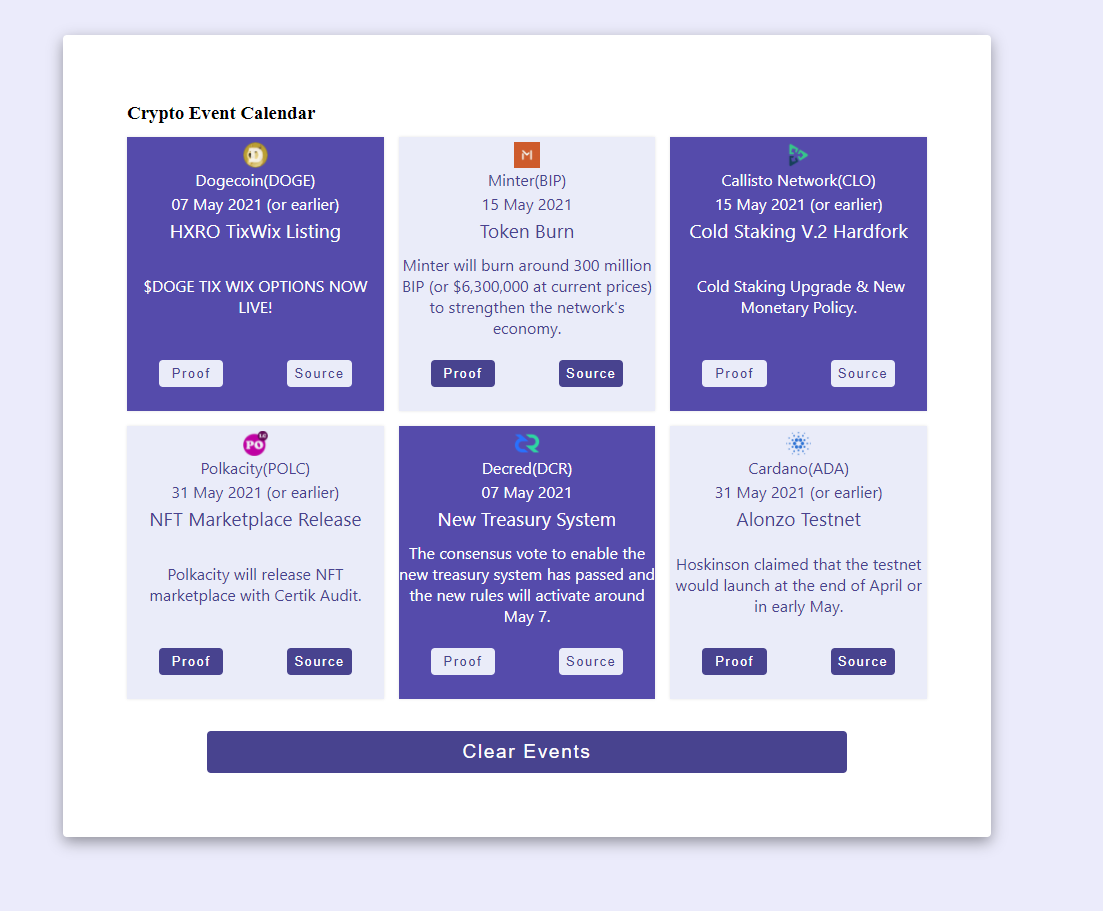 Crypto Event Calendar
Dogecoin(DOGE)
07 May 2021 (or earlier)
HXRO TixWix Listing
$DOGE TIX WIX OPTIONS NOW
LIVE!
Proof
Source
M
Minter(BIP)
15 May 2021
Token Burn
Minter will burn around 300 million
BIP (or $6,300,000 at current prices)
to strengthen the network's
economy.
Proof
Source
Callisto Network(CLO)
15 May 2021 (or earlier)
Cold Staking V.2 Hardfork
Cold Staking Upgrade & New
Monetary Policy.
Proof
Source
PO
Polkacity(POLC)
31 May 2021 (or earlier)
NFT Marketplace Release
Polkacity will release NFT
marketplace with Certik Audit.
Proof
Source
Decred(DCR)
07 May 2021
New Treasury System
The consensus vote to enable the
new treasury system has passed and
the new rules will activate around
May 7.
Proof
Source
Cardano(ADA)
31 May 2021 (or earlier)
Alonzo Testnet
Hoskinson claimed that the testnet
would launch at the end of April or
in early May.
Proof
Source
Clear Events